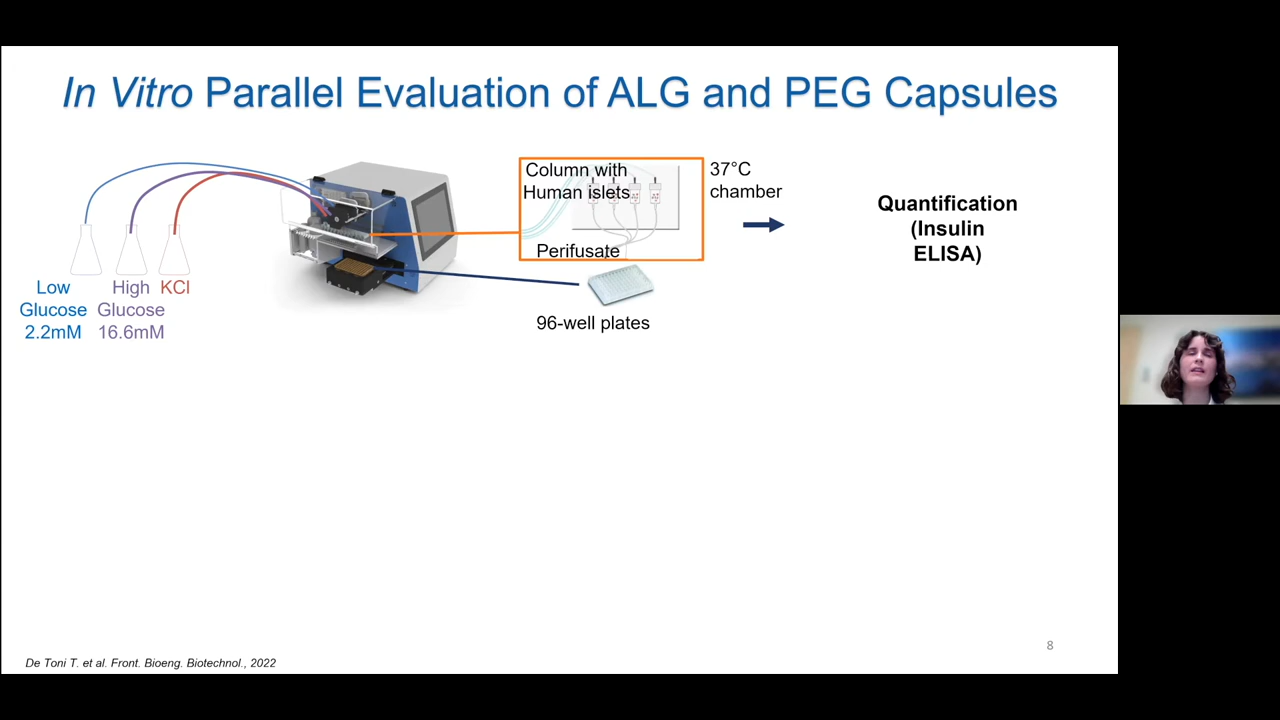 In Vitro Parallel Evaluation of ALG and PEG Capsules
Column with
Human islets
37°C
chamber
Perifusate
96-well plates
Quantification
(Insulin
ELISA)
Low
Glucose
2.2mM
High
Glucose
16.6mM
KCl
8
De Toni T. et al. Front. Bioeng. Biotechnol., 2022